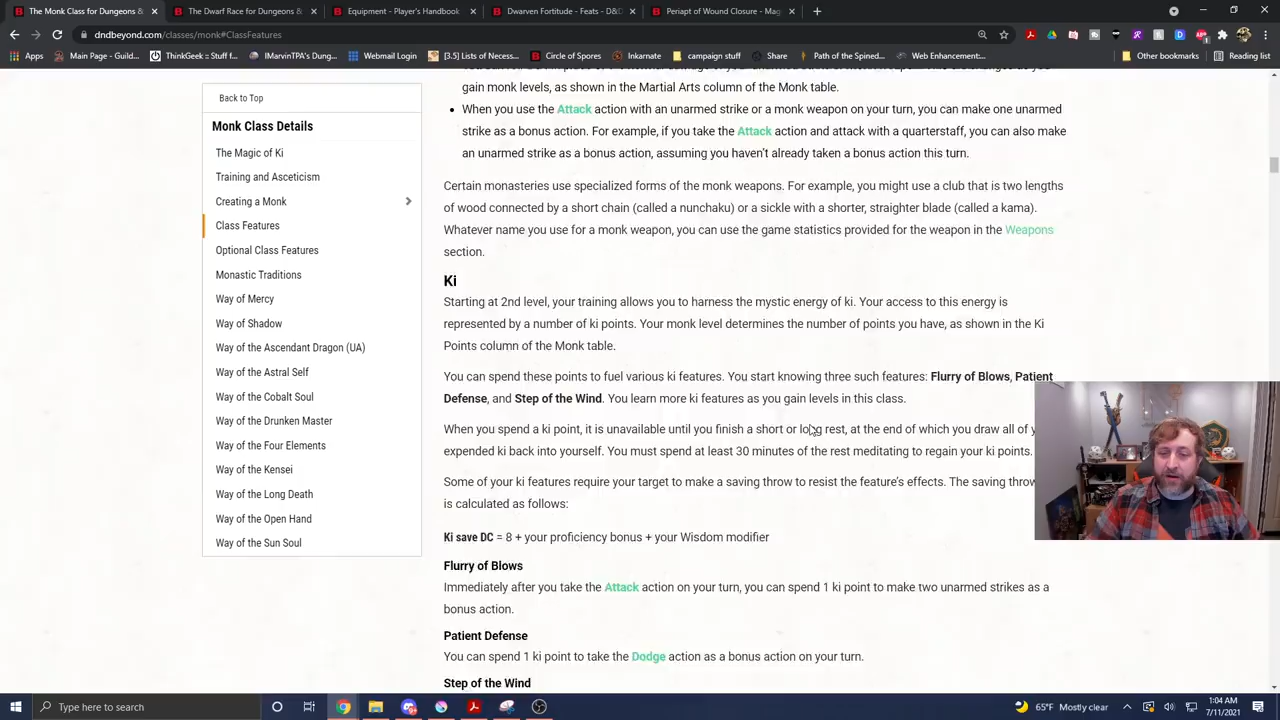 The Monk Class for Dungeons &
The Dwarf Race for Dungeons &
Equipment - Player's Handbook
Dwarven Fortitude - Feats - D&D
Periapt of Wound Closure - Mag
dndbeyond.com/classes/monk#ClassFeatures
Apps
Main Page - Guild...
ThinkGeek :: Stuff f...
IMarvinTPA's Dung...
[3.5] Lists of Necess...
Circle of Spores
Inkarnate
campaign stuff
Share
Path of the Spined...
Web Enhancement:...
Other bookmarks
Reading list
Back to Top
Monk Class Details
The Magic of Ki
Training and Asceticism
Creating a Monk
Class Features
Optional Class Features
Monastic Traditions
Way of Mercy
Way of Shadow
Way of the Ascendant Dragon (UA)
Way of the Astral Self
Way of the Cobalt Soul
Way of the Drunken Master
Way of the Four Elements
Way of the Kensei
Way of the Long Death
Way of the Open Hand
Way of the Sun Soul
gain monk levels, as shown in the Martial Arts column of the Monk table.
• When you use the Attack action with an unarmed strike or a monk weapon on your turn, you can make one unarmed
strike as a bonus action. For example, if you take the Attack action and attack with a quarterstaff, you can also make
an unarmed strike as a bonus action, assuming you haven't already taken a bonus action this turn.
Certain monasteries use specialized forms of the monk weapons. For example, you might use a club that is two lengths
of wood connected by a short chain (called a nunchaku) or a sickle with a shorter, straighter blade (called a kama).
Whatever name you use for a monk weapon, you can use the game statistics provided for the weapon in the Weapons
section.
Ki
Starting at 2nd level, your training allows you to harness the mystic energy of ki. Your access to this energy is
represented by a number of ki points. Your monk level determines the number of points you have, as shown in the Ki
Points column of the Monk table.
You can spend these points to fuel various ki features. You start knowing three such features: Flurry of Blows, Patient
Defense, and Step of the Wind. You learn more ki features as you gain levels in this class.
When you spend a ki point, it is unavailable until you finish a short or long rest, at the end of which you draw all of
expended ki back into yourself. You must spend at least 30 minutes of the rest meditating to regain your ki points.
Some of your ki features require your target to make a saving throw to resist the feature's effects. The saving throw
is calculated as follows:
Ki save DC = 8 + your proficiency bonus + your Wisdom modifier
Flurry of Blows
Immediately after you take the Attack action on your turn, you can spend 1 ki point to make two unarmed strikes as a
bonus action.
Patient Defense
You can spend 1 ki point to take the Dodge action as a bonus action on your turn.
Step of the Wind
Type here to search
65°F Mostly clear
1:04 AM
7/11/2021